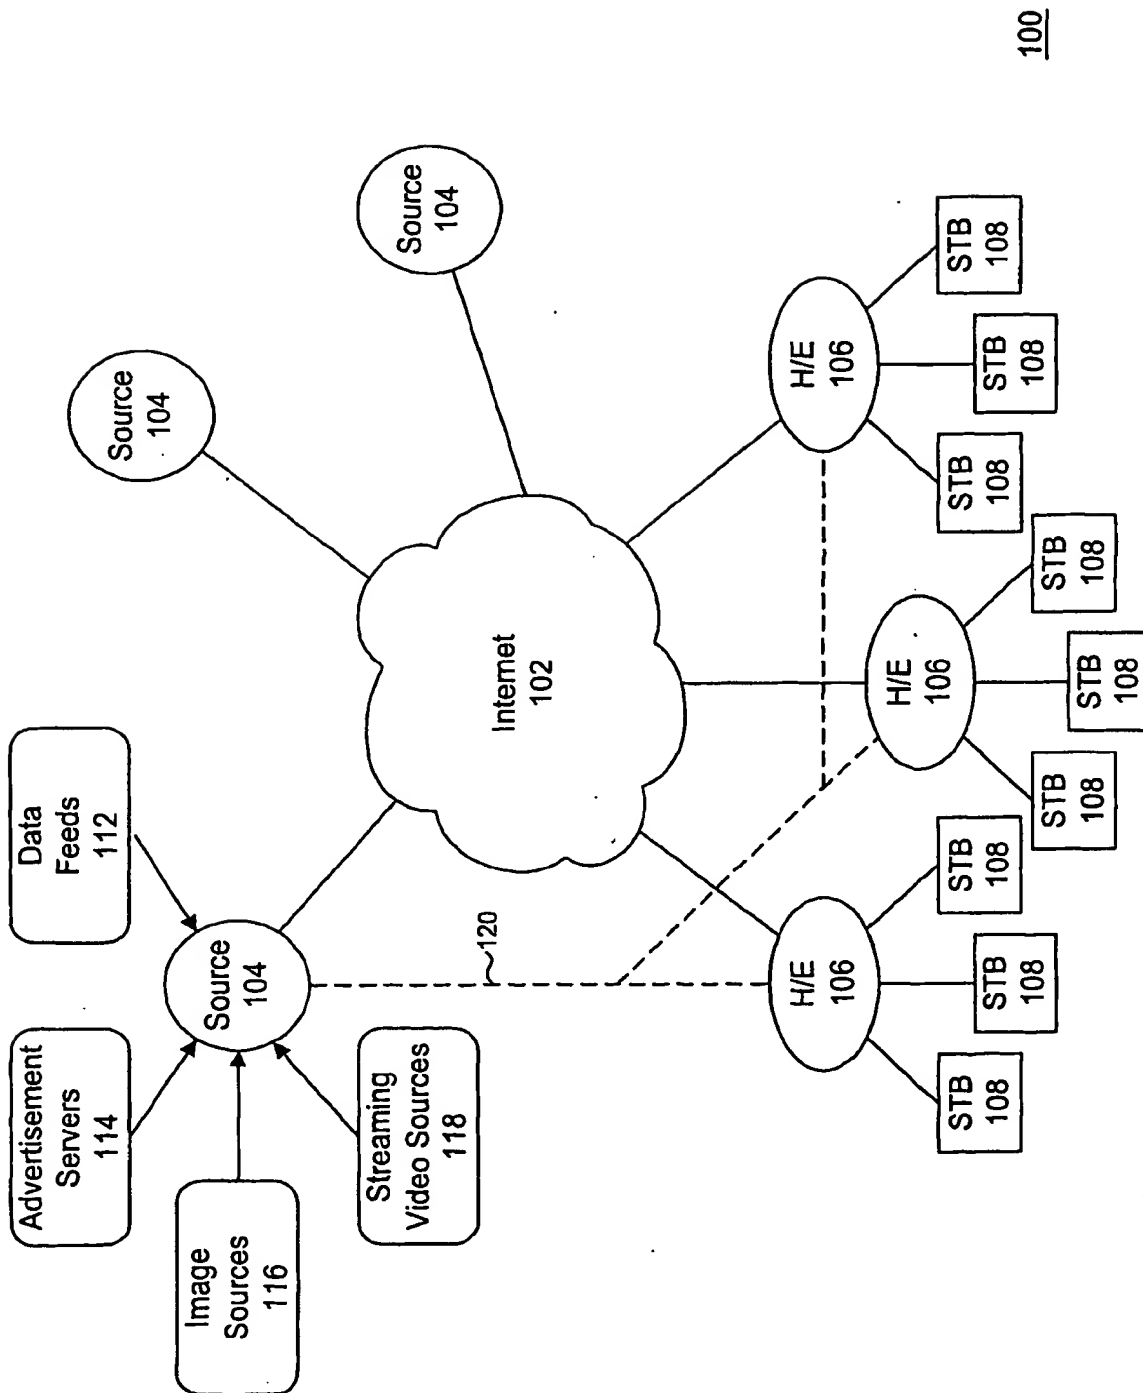 Advertisement
Servers
114
Data
Feeds
112
Source
104
Image
Sources
116
Source
104
Streaming
Video Sources
118
Source
104
120
Internet
102
H/E
106
H/E
106
H/E
106
STB
108
STB
108
STB
108
STB
108
STB
108
STB
108
STB
108
STB
108
STB
108
100